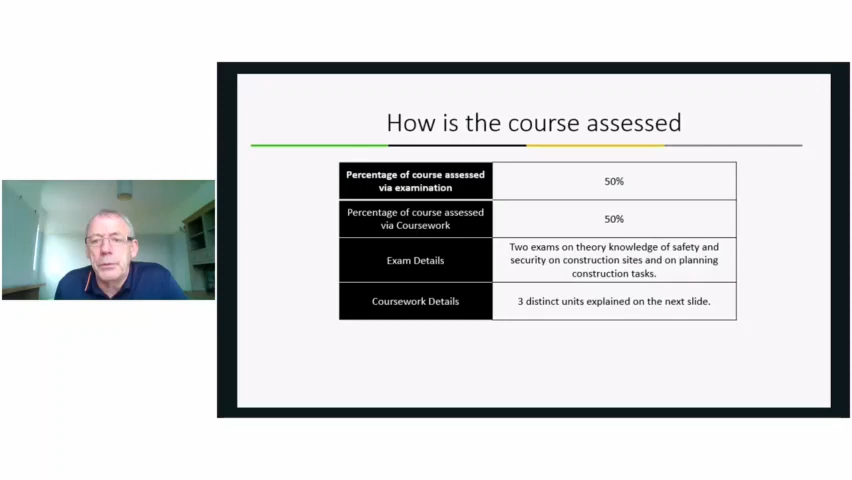 How is the course assessed
Percentage of course assessed
via examination
50%
Percentage of course assessed
via Coursework
50%
Exam Details
Two exams on theory knowledge of safety and
security on construction sites and on planning
construction tasks.
Coursework Details
3 distinct units explained on the next slide.